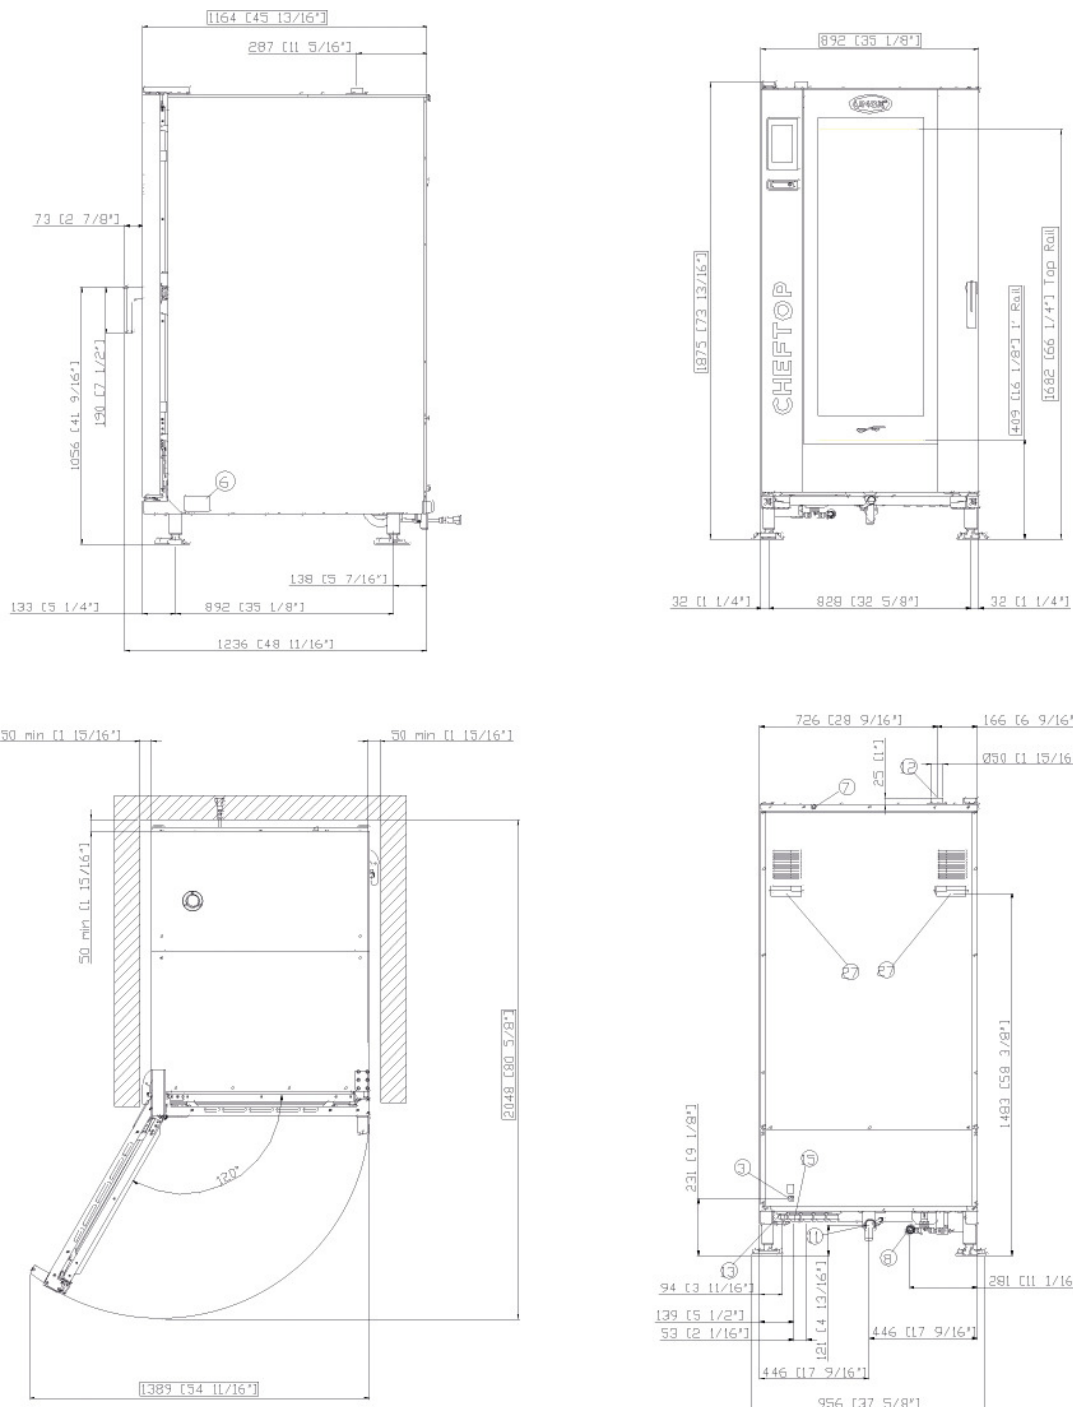 1164 [45 13/16"]
287 [11 5/16"]
73 [2 7/8"]
1056 [41 9/16"]
190 [7 1/2"]
6
138 [5 7/16"]
133 [5 1/4"]
892 [35 1/8"]
1236 [48 11/16"]
892 [35 1/8"]
UNOX
CHEFTOP
1875 [73 13/16"]
409 [16 1/8"] 1' Rail
1682 [66 1/4"] Top Rail
32 [1 1/4"]
828 [32 5/8"]
32 [1 1/4"]
50 min [1 15/16"]
50 min [1 15/16"]
50 min [1 15/16"]
120°
2048 [80 5/8"]
1389 [54 11/16"]
726 [28 9/16"]
166 [6 9/16"
25 [1"]
12
Ø50 [1 15/16
7
27
27
1483 [58 3/8"]
231 [9 1/8"]
3
15
11
8
13
94 [3 11/16"]
281 [11 1/16
139 [5 1/2"]
53 [2 1/16"]
121 [4 13/16"]
446 [17 9/16"]
446 [17 9/16"]
956 [37 5/8"]